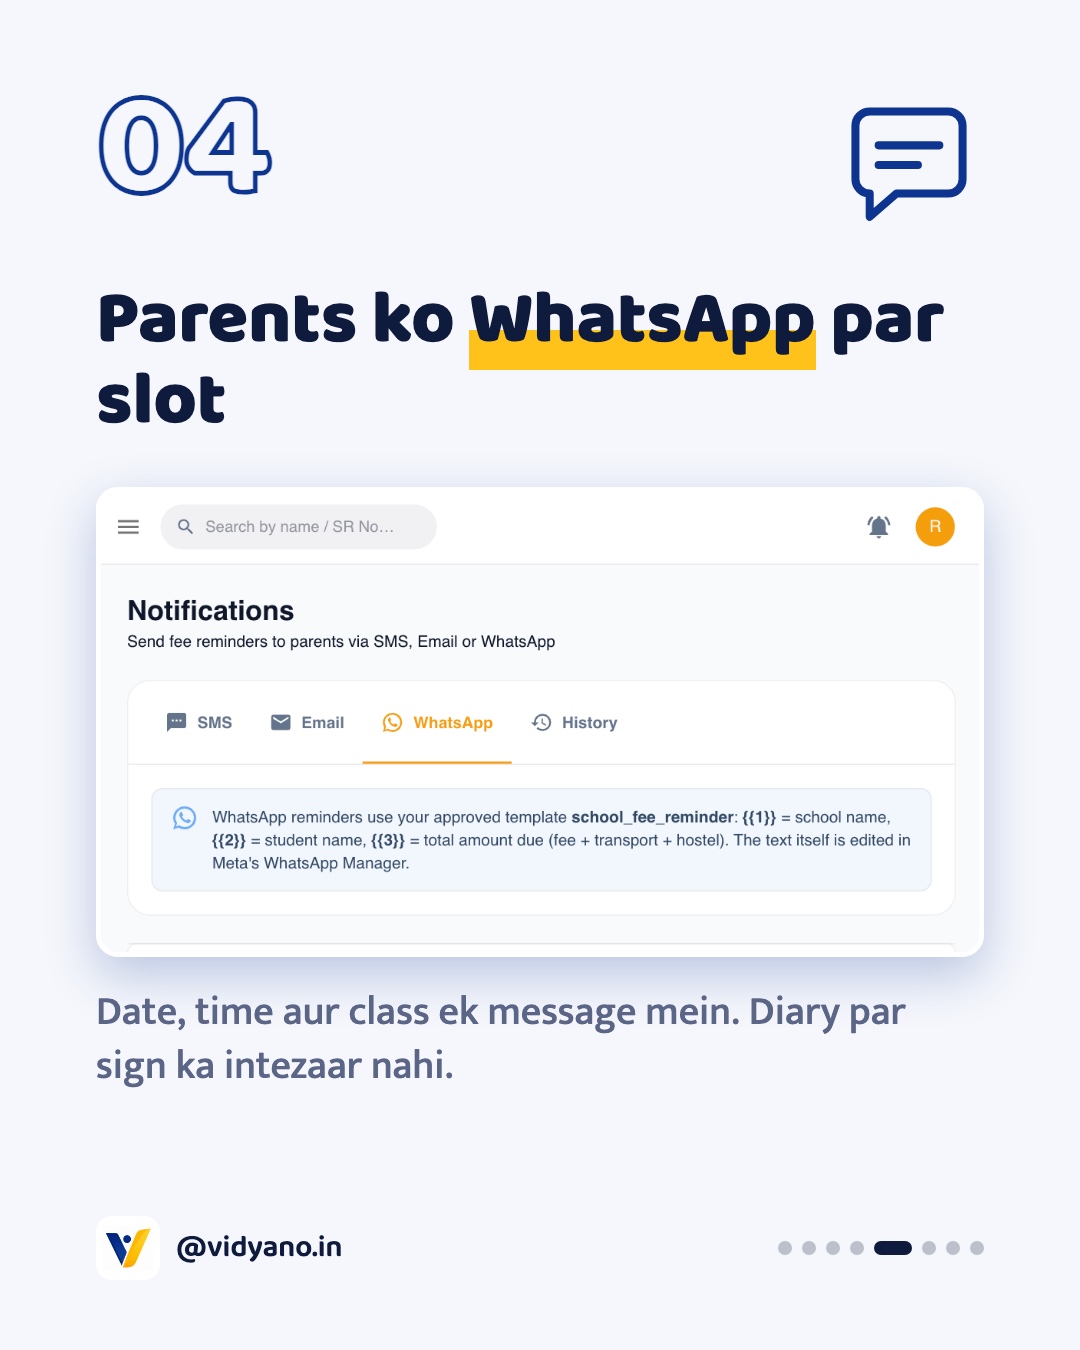 04
Parents ko WhatsApp par
slot
Search by name / SR No...
R
Notifications
Send fee reminders to parents via SMS, Email or WhatsApp
SMS Email WhatsApp History
WhatsApp reminders use your approved template school_fee_reminder: {{1}} = school name,
{{2}} = student name, {{3}} = total amount due (fee + transport + hostel). The text itself is edited in
Meta's WhatsApp Manager.
Date, time aur class ek message mein. Diary par
sign ka intezaar nahi.
@vidyano.in